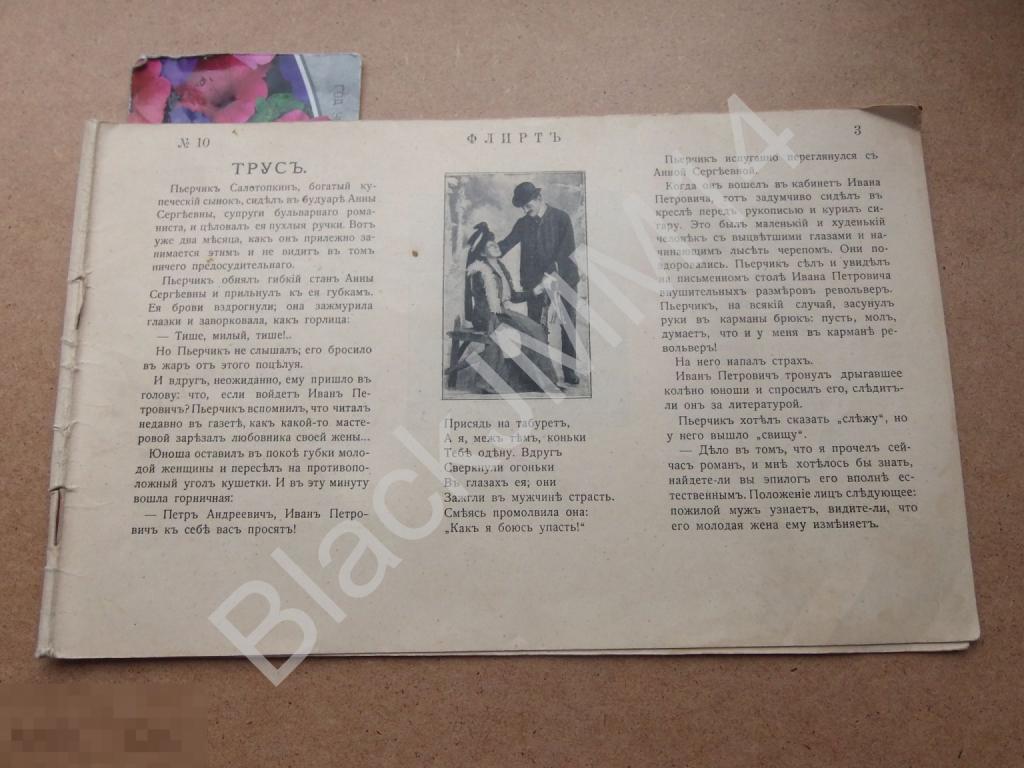 № 10
ФЛИРТЪ
3
ТРУСЪ.
Пьерчикъ Салотопкинъ, богатый ку-
печескій сынокъ, сидѣлъ въ будуарѣ Анны
Сергѣевны, супруги бульварнаго рома-
ниста, и цѣловалъ ея пухлыя ручки. Вотъ
уже два мѣсяца, какъ онъ прилежно за-
нимается этимъ и не видитъ въ томъ
ничего предосудительнаго.
Пьерчикъ обнялъ гибкій станъ Анны
Сергѣевны и прильнулъ къ ея губкамъ.
Ея брови вздрогнули; она зажмурила
глазки и заворковала, какъ горлица:
— Тише, милый, тише!..
Но Пьерчикъ не слышалъ; его бросило
въ жаръ отъ этого поцѣлуя.
И вдругъ, неожиданно, ему пришло въ
голову: что, если войдетъ Иванъ Пе-
тровичъ? Пьерчикъ вспомнилъ, что читалъ
недавно въ газетѣ, какъ какой-то масте-
ровой зарѣзалъ любовника своей жены...
Юноша оставилъ въ покоѣ губки моло-
дой женщины и пересѣлъ на противопо-
ложный уголъ кушетки. И въ эту минуту
вошла горничная:
— Петръ Андреевичъ, Иванъ Петро-
вичъ къ себѣ васъ просятъ!
Присядь на табуретъ,
А я, межъ тѣмъ, коньки
Тебѣ одѣну. Вдругъ
Сверкнули огоньки
Въ глазахъ ея; они
Зажгли въ мужчинѣ страсть.
Смѣясь промолвила она:
„Какъ я боюсь упасть!“
Пьерчикъ испуганно переглянулся съ
Анной Сергѣевной.
Когда онъ вошелъ въ кабинетъ Ивана
Петровича, тотъ задумчиво сидѣлъ въ
креслѣ передъ рукописью и курилъ си-
гару. Это былъ маленькій и худенькій
человѣкъ съ выцвѣтшими глазами и на-
чинающимъ лысѣть черепомъ. Они по-
здоровались. Пьерчикъ сѣлъ и увидѣлъ
на письменномъ столѣ Ивана Петровича
внушительныхъ размѣровъ револьверъ.
Пьерчикъ, на всякій случай, засунулъ
руки въ карманы брюкъ: пусть, молъ,
думаетъ, что и у меня въ карманѣ ре-
вольверъ!
На него напалъ страхъ.
Иванъ Петровичъ тронулъ дрыгавшее
колѣно юноши и спросилъ его, слѣдитъ-
ли онъ за литературой.
Пьерчикъ хотѣлъ сказать „слѣжу“, но
у него вышло „свищу“.
— Дѣло въ томъ, что я прочелъ сей-
часъ романъ, и мнѣ хотѣлось бы знать,
найдете-ли вы эпилогъ его вполнѣ ес-
тественнымъ. Положеніе лицъ слѣдующее:
пожилой мужъ узнаетъ, видите-ли, что
его молодая жена ему измѣняетъ.